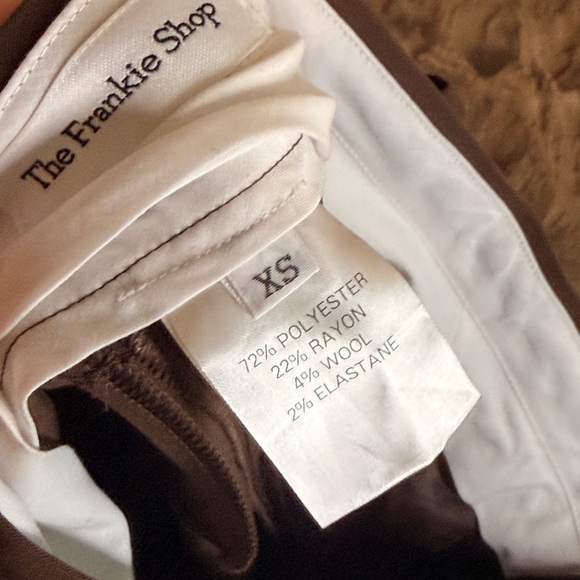 The Frankie Shop
XS
72% POLYESTER
22% RAYON
4% WOOL
2% ELASTANE